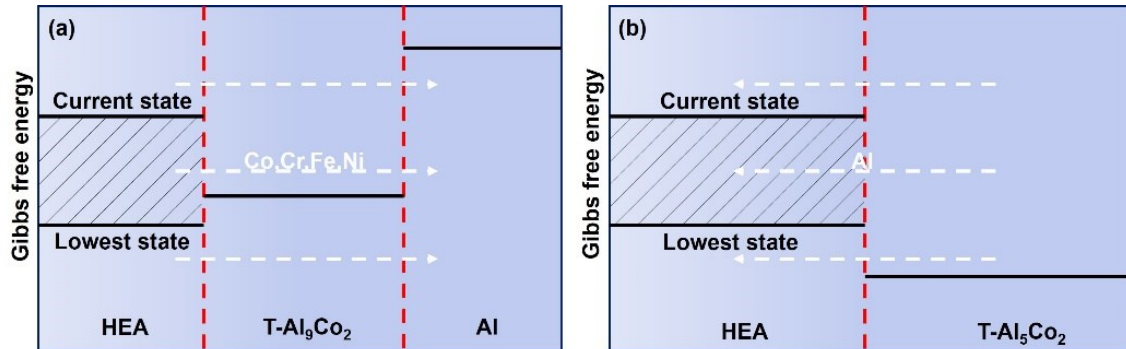 (a)
Gibbs free energy
Current state
Co,Cr,Fe,Ni
Lowest state
HEA
T-Al₉Co₂
Al
(b)
Gibbs free energy
Current state
Al
Lowest state
HEA
T-Al₅Co₂